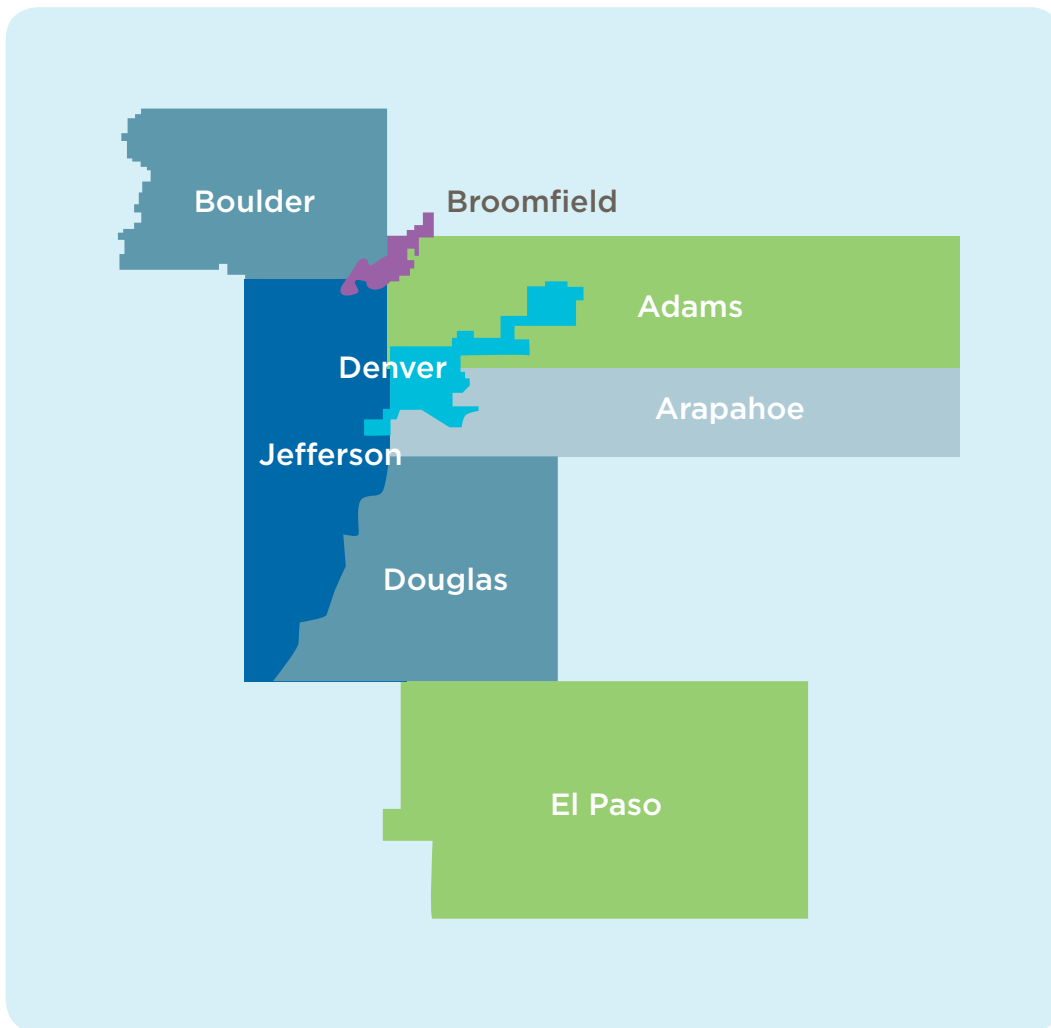 Boulder
Broomfield
Adams
Denver
Arapahoe
Jefferson
Douglas
El Paso